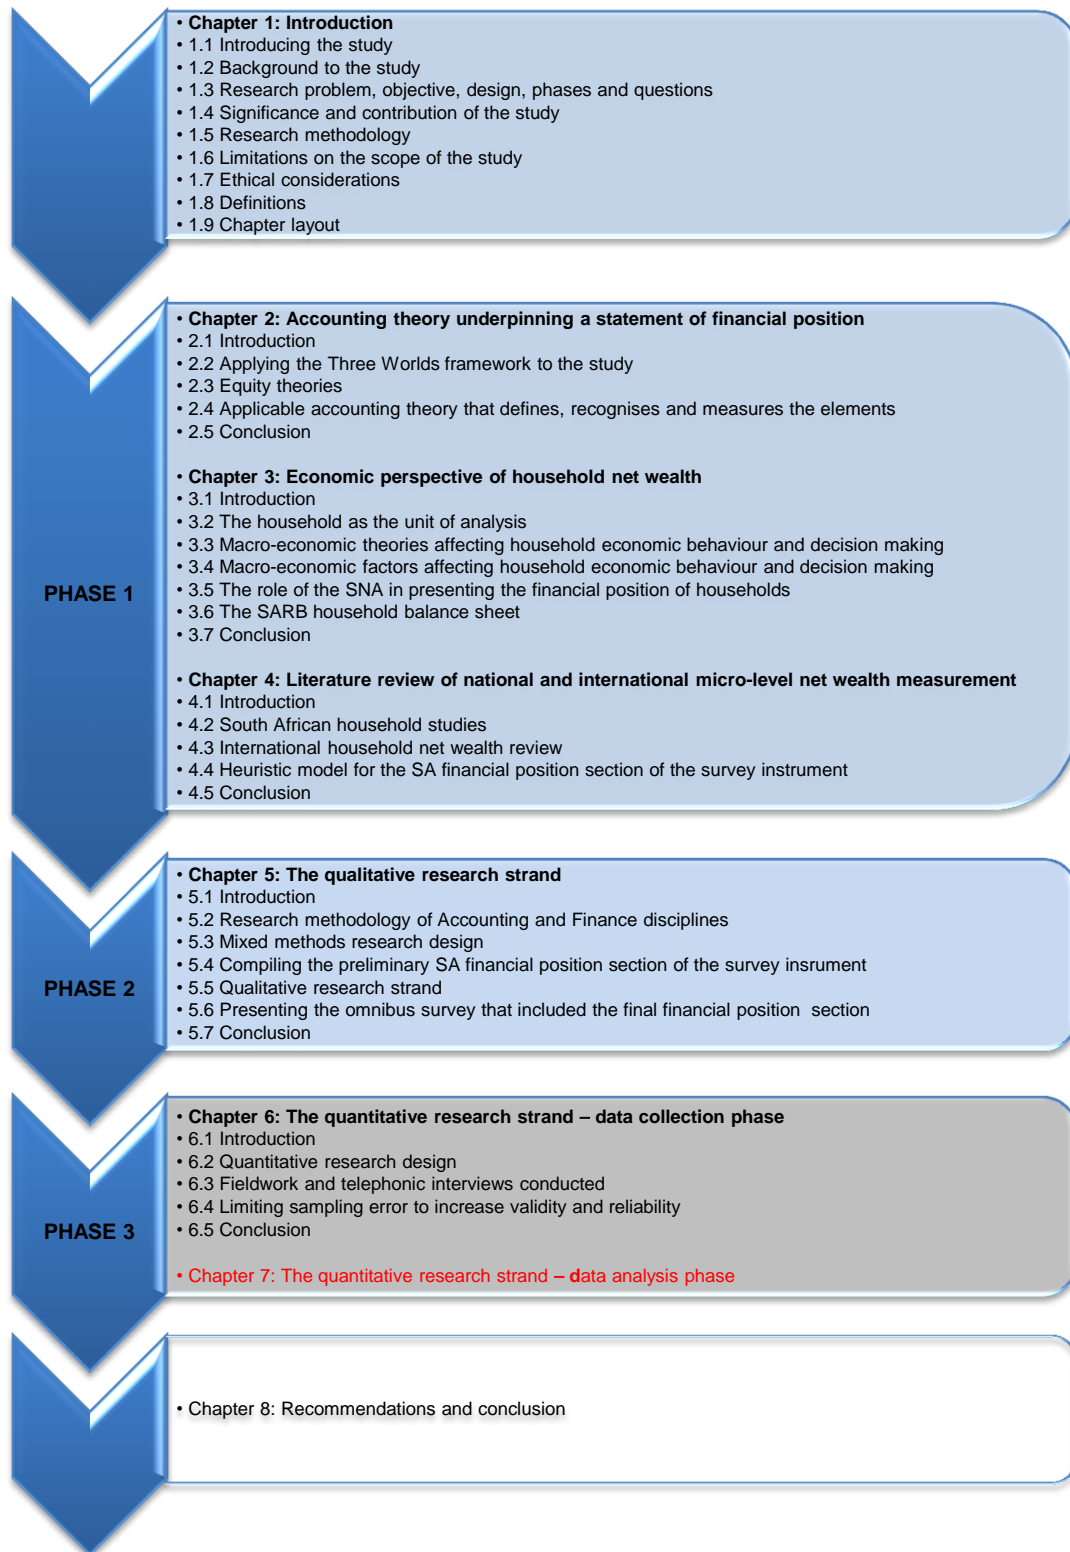 • Chapter 1: Introduction
• 1.1 Introducing the study
• 1.2 Background to the study
• 1.3 Research problem, objective, design, phases and questions
• 1.4 Significance and contribution of the study
• 1.5 Research methodology
• 1.6 Limitations on the scope of the study
• 1.7 Ethical considerations
• 1.8 Definitions
• 1.9 Chapter layout
PHASE 1
• Chapter 2: Accounting theory underpinning a statement of financial position
• 2.1 Introduction
• 2.2 Applying the Three Worlds framework to the study
• 2.3 Equity theories
• 2.4 Applicable accounting theory that defines, recognises and measures the elements
• 2.5 Conclusion
• Chapter 3: Economic perspective of household net wealth
• 3.1 Introduction
• 3.2 The household as the unit of analysis
• 3.3 Macro-economic theories affecting household economic behaviour and decision making
• 3.4 Macro-economic factors affecting household economic behaviour and decision making
• 3.5 The role of the SNA in presenting the financial position of households
• 3.6 The SARB household balance sheet
• 3.7 Conclusion
• Chapter 4: Literature review of national and international micro-level net wealth measurement
• 4.1 Introduction
• 4.2 South African household studies
• 4.3 International household net wealth review
• 4.4 Heuristic model for the SA financial position section of the survey instrument
• 4.5 Conclusion
PHASE 2
• Chapter 5: The qualitative research strand
• 5.1 Introduction
• 5.2 Research methodology of Accounting and Finance disciplines
• 5.3 Mixed methods research design
• 5.4 Compiling the preliminary SA financial position section of the survey insrument
• 5.5 Qualitative research strand
• 5.6 Presenting the omnibus survey that included the final financial position section
• 5.7 Conclusion
PHASE 3
• Chapter 6: The quantitative research strand – data collection phase
• 6.1 Introduction
• 6.2 Quantitative research design
• 6.3 Fieldwork and telephonic interviews conducted
• 6.4 Limiting sampling error to increase validity and reliability
• 6.5 Conclusion
• Chapter 7: The quantitative research strand – data analysis phase
• Chapter 8: Recommendations and conclusion